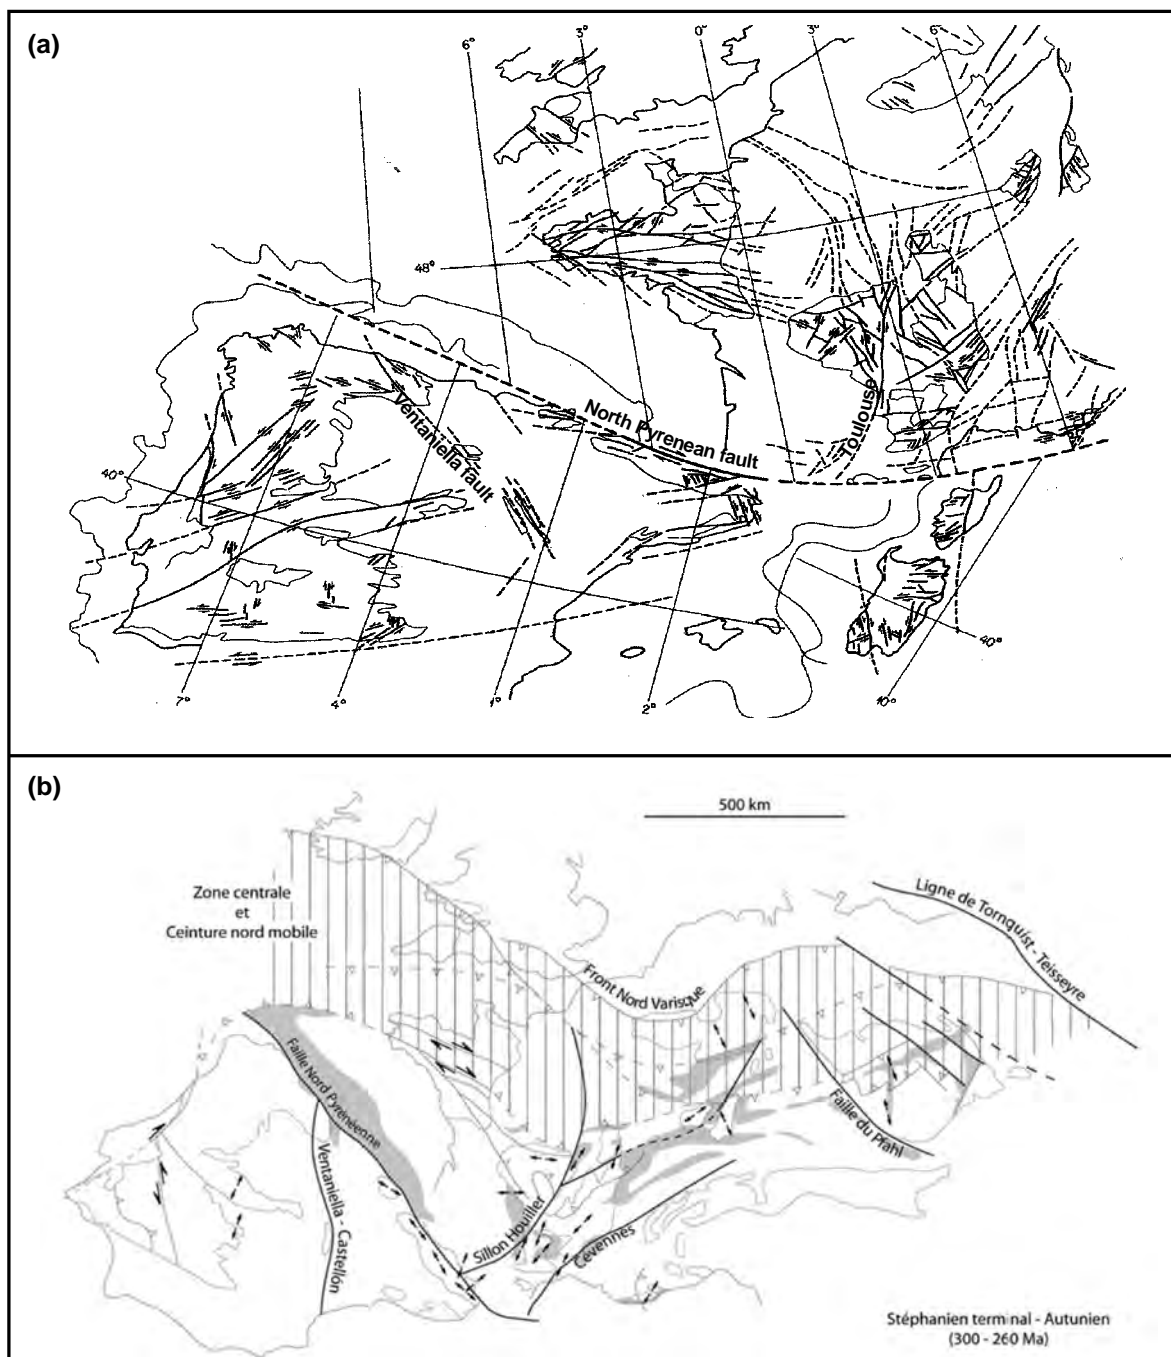 (a)
6°
3°
0°
3°
6°
48°
North Pyrenean fault
Toulouse
Ventaniella fault
40°
40°
7°
4°
1°
2°
10°
(b)
500 km
Zone centrale
et
Ceinture nord mobile
Ligne de Tornquist - Teisseyre
Front Nord Varisque
Faille Nord Pyrénéenne
Ventaniella - Castellón
Sillon Houiller
Cévennes
Faille du Pfahl
Stéphanien terminal - Autunien
(300 - 260 Ma)